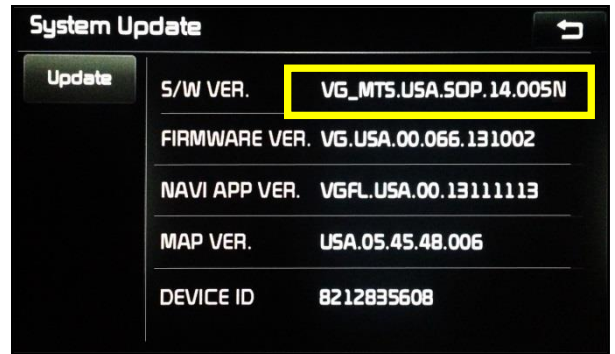 System Update
Update
S/W VER. VG_MTS.USA.SOP.14.005N
FIRMWARE VER. VG.USA.00.066.131002
NAVI APP VER. VGFL.USA.00.13111113
MAP VER. USA.05.45.48.006
DEVICE ID 8212835608